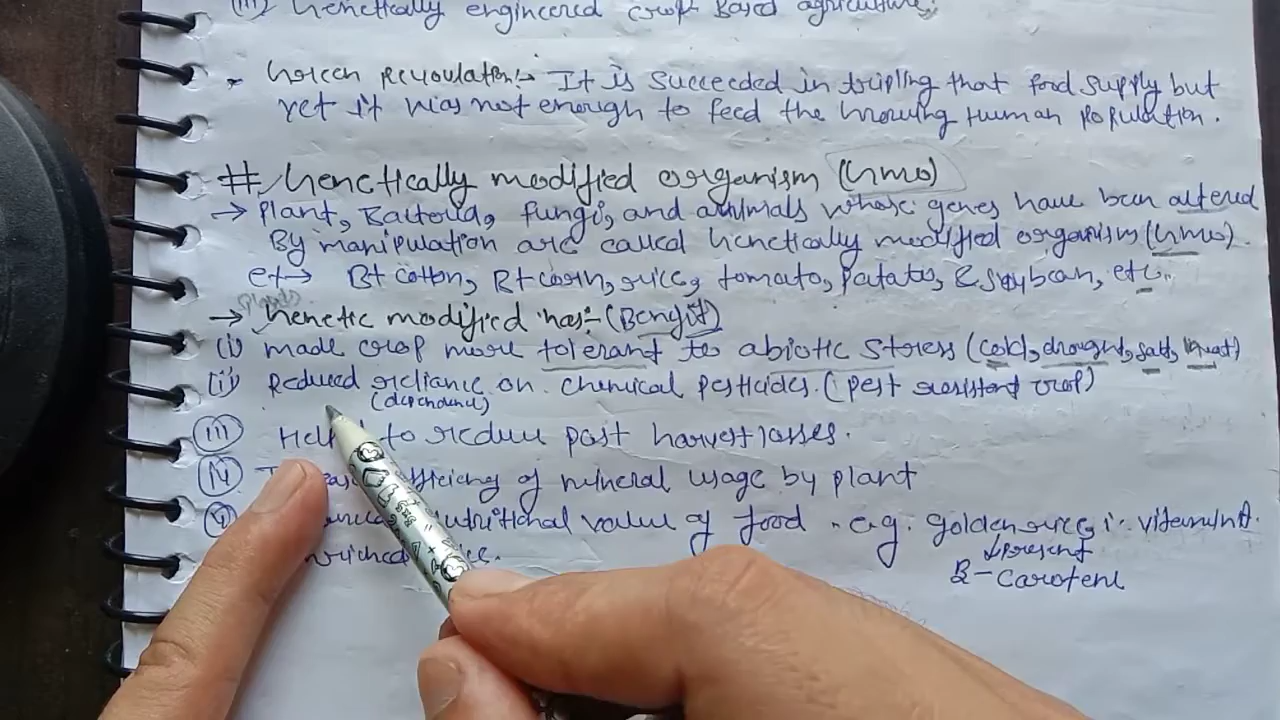 (iii) Genetically engineered crop Based agriculture.
* Green Revoulation:- It is succeeded in tripling that food supply but
yet it was not enough to feed the Growing Human Population.
# Genetically modified organism (GMO)
→ Plant, Bacteria, fungi, and animals whose genes have been altered
By manipulation are called Genetically modified organism (GMO).
ex→ Bt cotton, Bt corn, rice, tomato, Potato, & Soybean, etc..
Plants
→ Genetic modified has:- (Benefit)
(i) made crop more tolerant to abiotic stress (cold, drought, salt, heat)
(ii) Reduced reliance on chemical pesticides. (pest resistant crop)
(dependence)
(iii) Help to reduce post harvest losses.
(iv) efficieny of mineral usage by plant
(v) nutritional value of food. e.g. golden rice, i.. vitamin A.
↓ present
enriched
B-Carotene